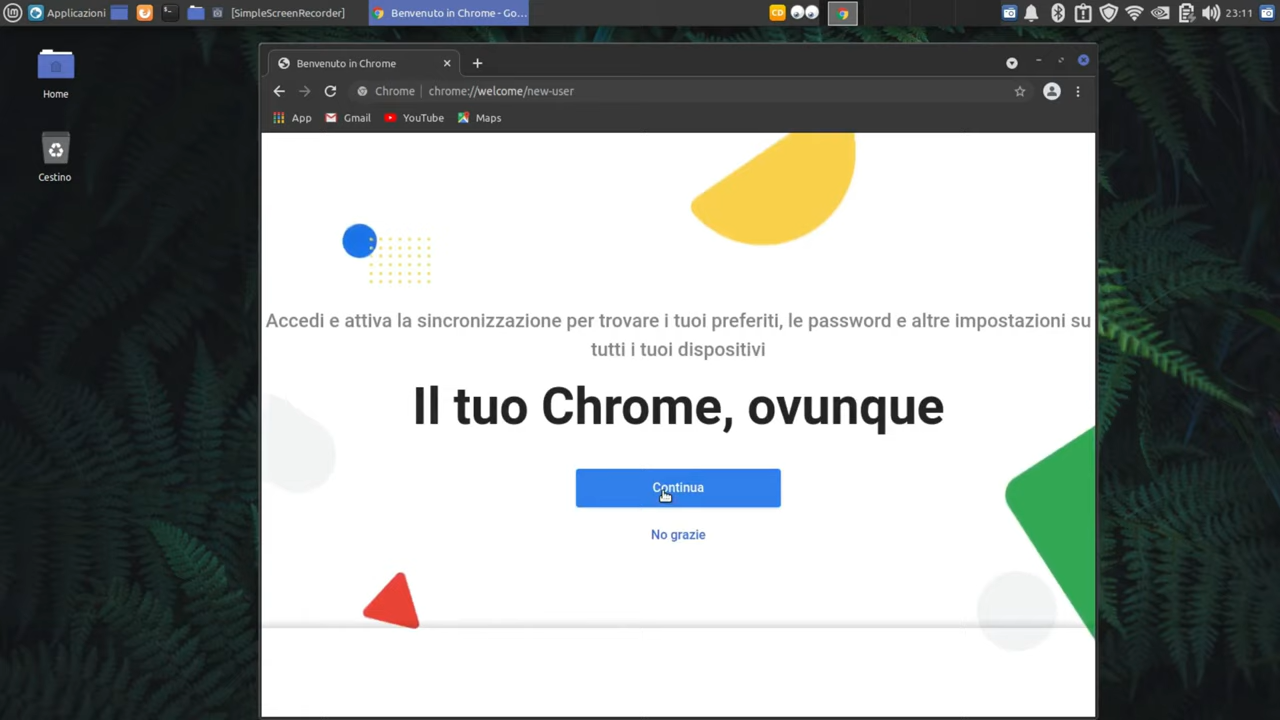 Applicazioni
[SimpleScreenRecorder]
Benvenuto in Chrome - Go...
CD
23:11
Home
Cestino
Benvenuto in Chrome
Chrome | chrome://welcome/new-user
App Gmail YouTube Maps
Accedi e attiva la sincronizzazione per trovare i tuoi preferiti, le password e altre impostazioni su
tutti i tuoi dispositivi
Il tuo Chrome, ovunque
Continua
No grazie